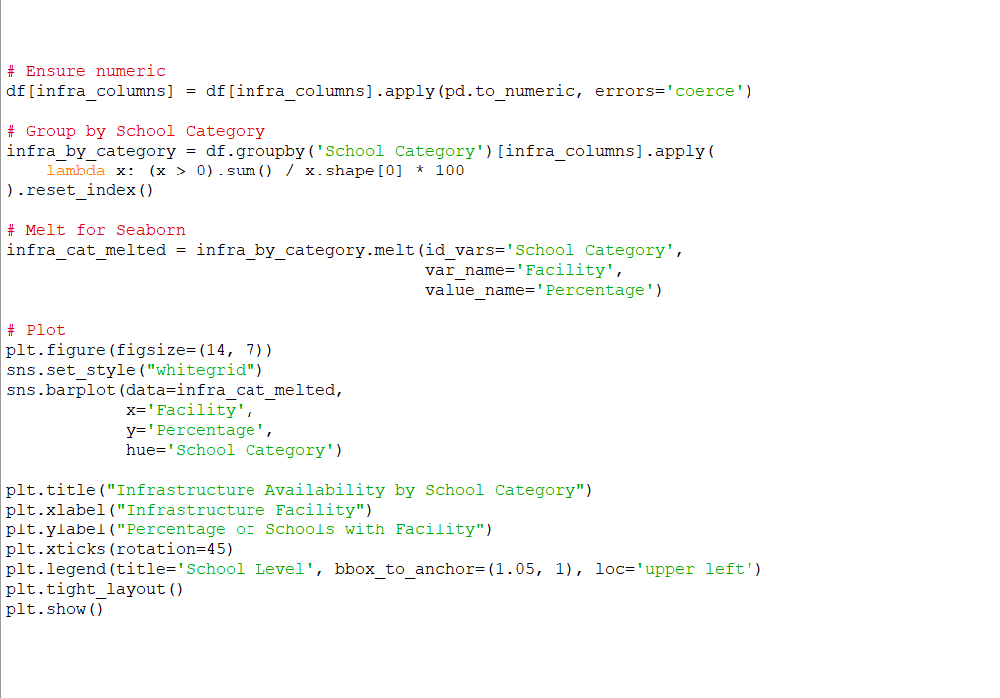 # Ensure numeric
df[infra_columns] = df[infra_columns].apply(pd.to_numeric, errors='coerce')
# Group by School Category
infra_by_category = df.groupby('School Category')[infra_columns].apply(
    lambda x: (x > 0).sum() / x.shape[0] * 100
).reset_index()
# Melt for Seaborn
infra_cat_melted = infra_by_category.melt(id_vars='School Category',
                                          var_name='Facility',
                                          value_name='Percentage')
# Plot
plt.figure(figsize=(14, 7))
sns.set_style("whitegrid")
sns.barplot(data=infra_cat_melted,
            x='Facility',
            y='Percentage',
            hue='School Category')
plt.title("Infrastructure Availability by School Category")
plt.xlabel("Infrastructure Facility")
plt.ylabel("Percentage of Schools with Facility")
plt.xticks(rotation=45)
plt.legend(title='School Level', bbox_to_anchor=(1.05, 1), loc='upper left')
plt.tight_layout()
plt.show()